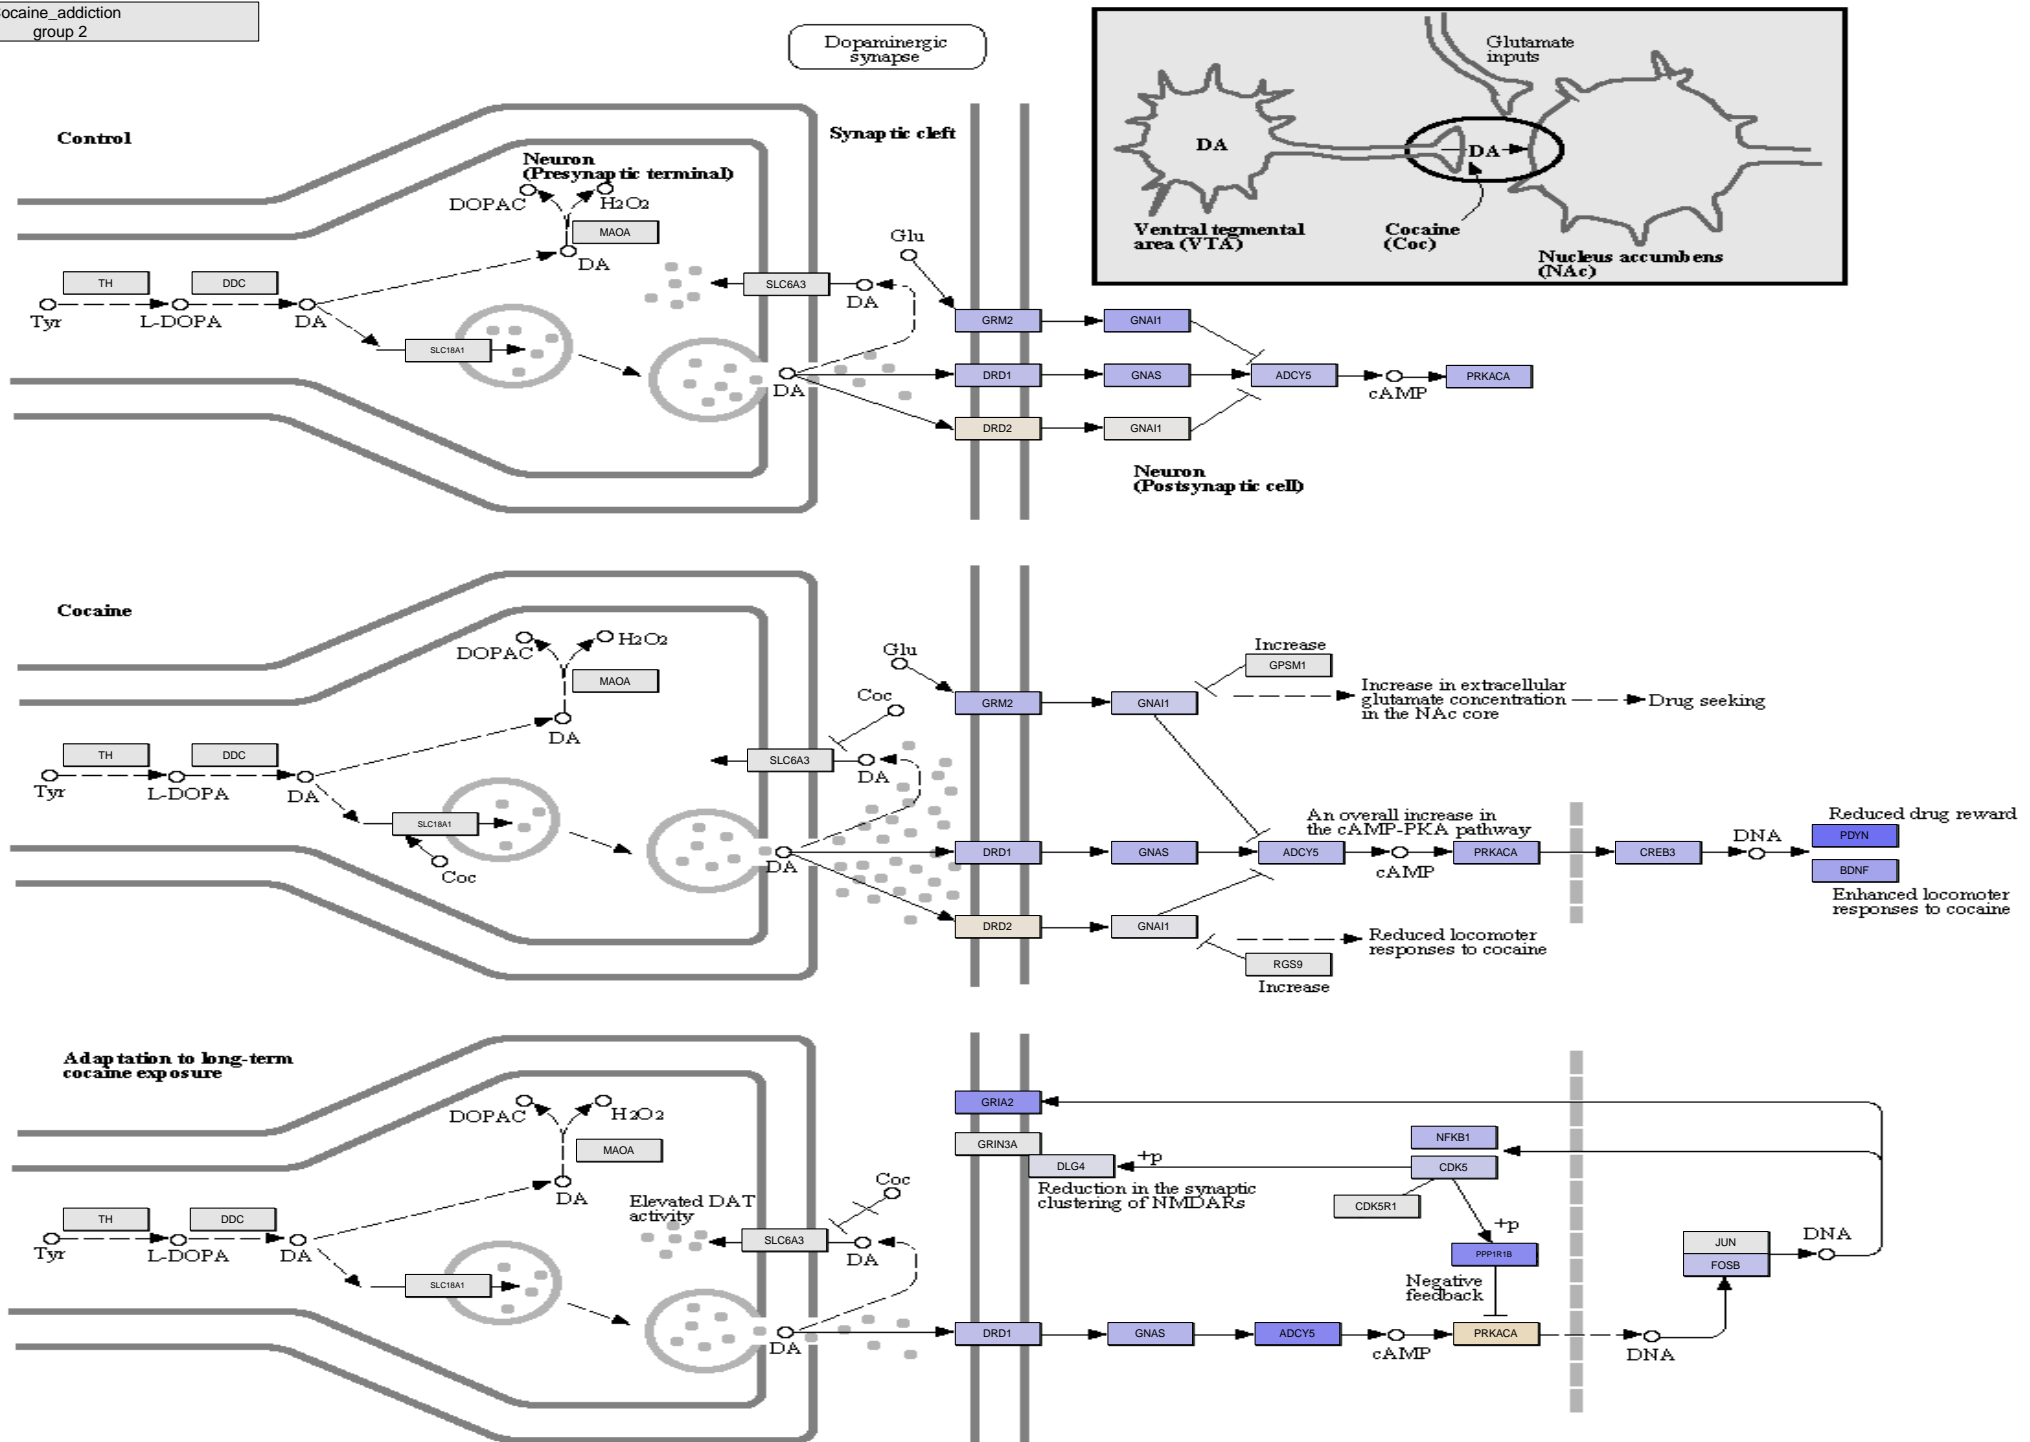 ocaine_addiction
group 2
Dopaminergic
synapse
Glutamate
inputs
DA
DA
Ventral tegmental
area (VTA)
Cocaine
(Coc)
Nucleus accumbens
(NAc)
Control
Synaptic cleft
Neuron
(Presynaptic terminal)
DOPAC
H2O2
MAOA
DA
Glu
TH
DDC
SLC6A3
DA
Tyr
L-DOPA
DA
SLC18A1
GRM2
GNAI1
DA
DRD1
GNAS
ADCY5
cAMP
PRKACA
DRD2
GNAI1
Neuron
(Postsynaptic cell)
Cocaine
DOPAC
H2O2
MAOA
DA
Glu
Coc
Increase
GPSM1
GRM2
GNAI1
Increase in extracellular
glutamate concentration
in the NAc core
Drug seeking
TH
DDC
SLC6A3
DA
Tyr
L-DOPA
DA
SLC18A1
Coc
DA
An overall increase in
the cAMP-PKA pathway
DRD1
GNAS
ADCY5
cAMP
PRKACA
CREB3
DNA
Reduced drug reward
PDYN
BDNF
Enhanced locomoter
responses to cocaine
DRD2
GNAI1
Reduced locomoter
responses to cocaine
RGS9
Increase
Adaptation to long-term
cocaine exposure
DOPAC
H2O2
MAOA
DA
GRIA2
GRIN3A
DLG4
+p
Reduction in the synaptic
clustering of NMDARs
NFKB1
CDK5
CDK5R1
+p
Coc
Elevated DAT
activity
TH
DDC
SLC6A3
DA
Tyr
L-DOPA
DA
SLC18A1
PPP1R1B
Negative
feedback
JUN
FOSB
DNA
DA
DRD1
GNAS
ADCY5
cAMP
PRKACA
DNA